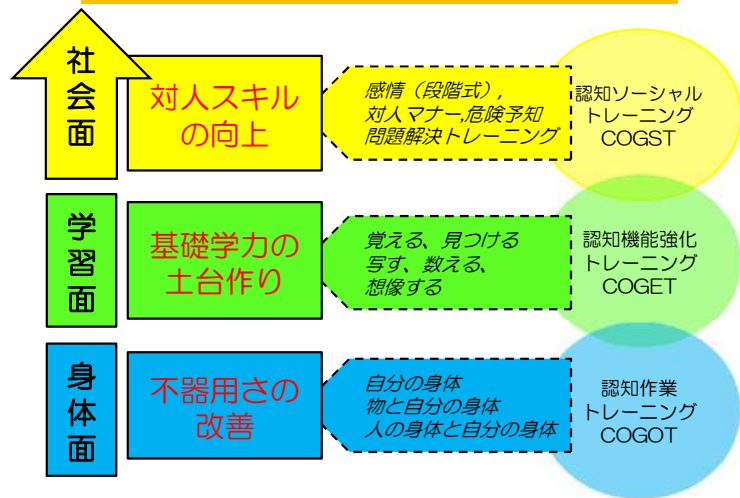 社会面
対人スキル
の向上
感情（段階式）,
対人マナー,危険予知
問題解決トレーニング
認知ソーシャル
トレーニング
COGST
学習面
基礎学力の
土台作り
覚える、見つける
写す、数える、
想像する
認知機能強化
トレーニング
COGET
身体面
不器用さの
改善
自分の身体
物と自分の身体
人の身体と自分の身体
認知作業
トレーニング
COGOT